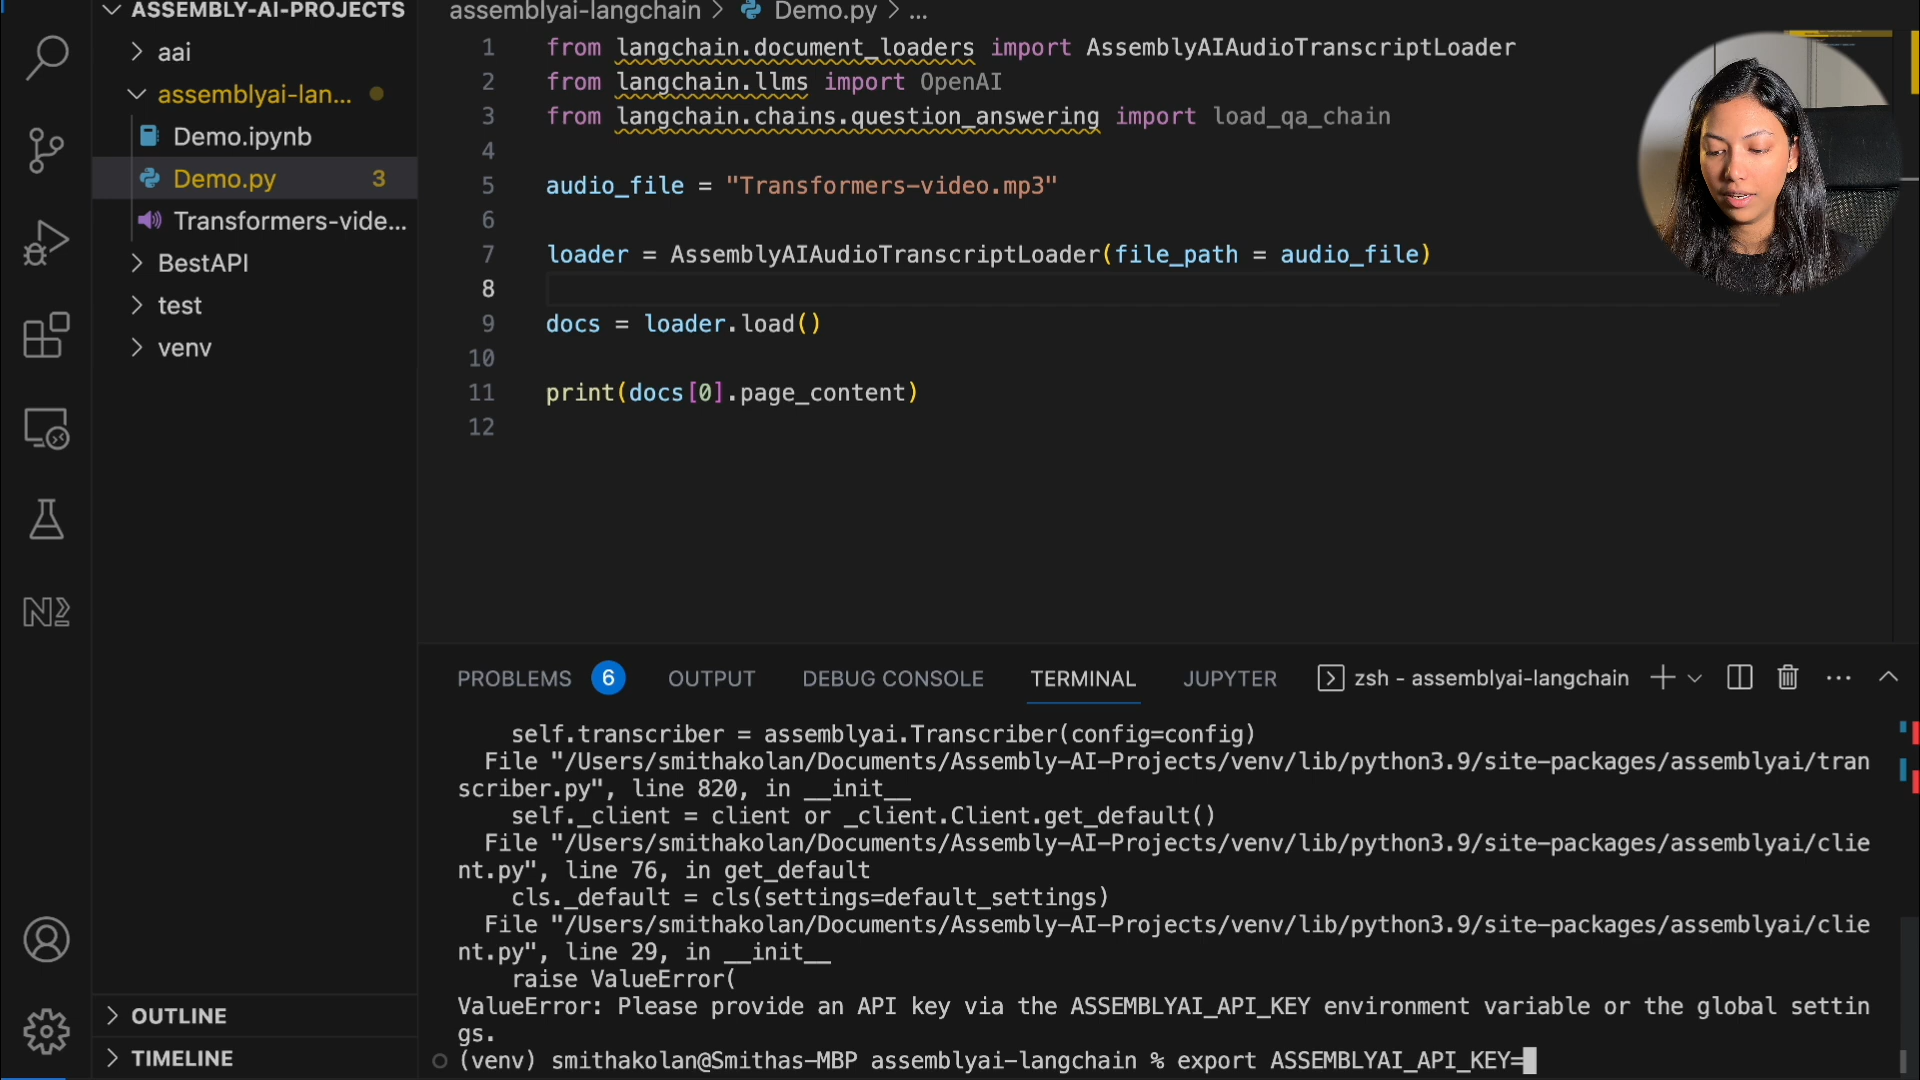 ASSEMBLY-AI-PROJECTS
aai
assemblyai-lan...
Demo.ipynb
Demo.py 3
Transformers-vide...
BestAPI
test
venv
OUTLINE
TIMELINE
assemblyai-langchain > Demo.py > ...
1 from langchain.document_loaders import AssemblyAIAudioTranscriptLoader
2 from langchain.llms import OpenAI
3 from langchain.chains.question_answering import load_qa_chain
4
5 audio_file = "Transformers-video.mp3"
6
7 loader = AssemblyAIAudioTranscriptLoader(file_path = audio_file)
8
9 docs = loader.load()
10
11 print(docs[0].page_content)
12
PROBLEMS 6 OUTPUT DEBUG CONSOLE TERMINAL JUPYTER zsh - assemblyai-langchain
self.transcriber = assemblyai.Transcriber(config=config)
File "/Users/smithakolan/Documents/Assembly-AI-Projects/venv/lib/python3.9/site-packages/assemblyai/tran
scriber.py", line 820, in __init__
self._client = client or _client.Client.get_default()
File "/Users/smithakolan/Documents/Assembly-AI-Projects/venv/lib/python3.9/site-packages/assemblyai/clie
nt.py", line 76, in get_default
cls._default = cls(settings=default_settings)
File "/Users/smithakolan/Documents/Assembly-AI-Projects/venv/lib/python3.9/site-packages/assemblyai/clie
nt.py", line 29, in __init__
raise ValueError(
ValueError: Please provide an API key via the ASSEMBLYAI_API_KEY environment variable or the global settin
gs.
(venv) smithakolan@Smithas-MBP assemblyai-langchain % export ASSEMBLYAI_API_KEY=